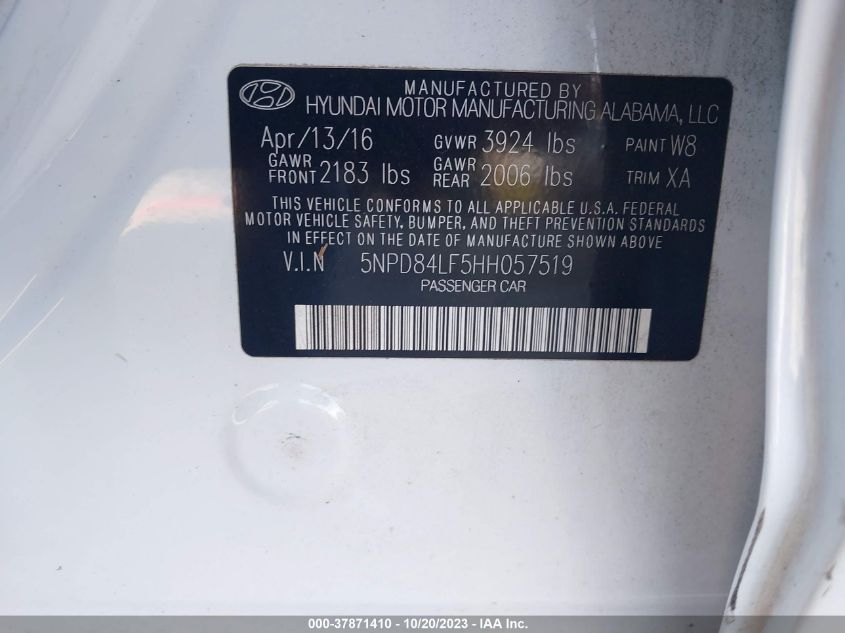 MANUFACTURED BY
HYUNDAI MOTOR MANUFACTURING ALABAMA, LLC
Apr/13/16 GVWR 3924 lbs PAINT W8
GAWR FRONT 2183 lbs GAWR REAR 2006 lbs TRIM XA
THIS VEHICLE CONFORMS TO ALL APPLICABLE U.S.A. FEDERAL
MOTOR VEHICLE SAFETY, BUMPER, AND THEFT PREVENTION STANDARDS
IN EFFECT ON THE DATE OF MANUFACTURE SHOWN ABOVE.
V.I.N 5NPD84LF5HH057519
PASSENGER CAR
000-37871410 - 10/20/2023 - IAA Inc.